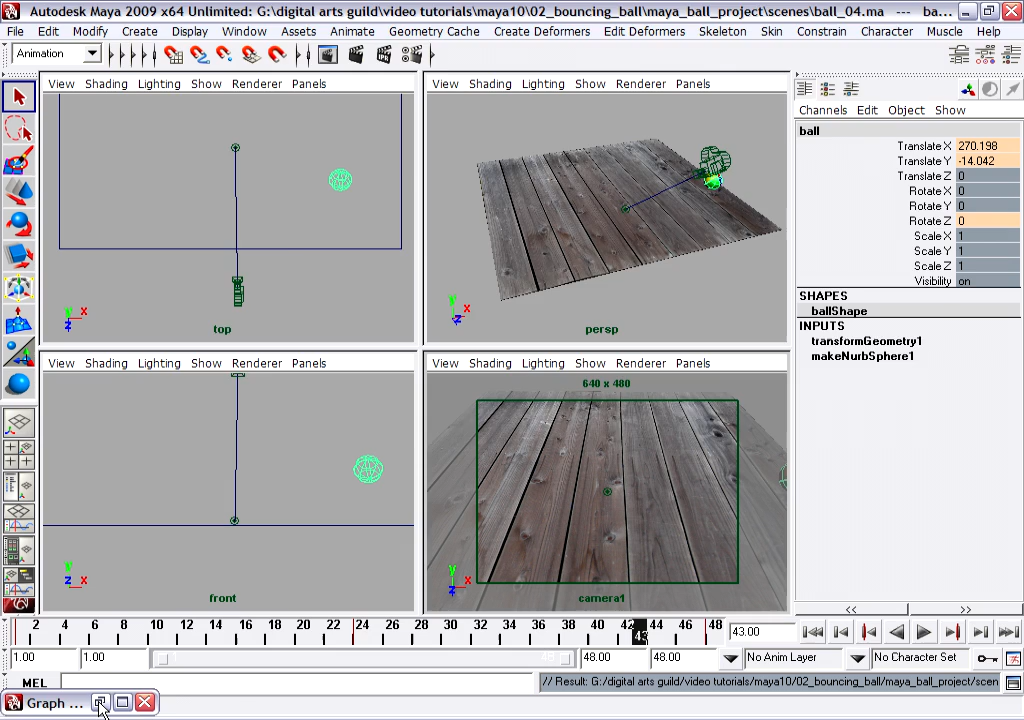 Autodesk Maya 2009 x64 Unlimited: G:\digital arts guild\video tutorials\maya10\02_bouncing_ball\maya_ball_project\scenes\ball_04.ma --- ba...
File Edit Modify Create Display Window Assets Animate Geometry Cache Create Deformers Edit Deformers Skeleton Skin Constrain Character Muscle Help
Animation
IPR
View Shading Lighting Show Renderer Panels
View Shading Lighting Show Renderer Panels
Channels Edit Object Show
ball
Translate X 270.198
Translate Y -14.042
Translate Z 0
Rotate X 0
Rotate Y 0
Rotate Z 0
Scale X 1
Scale Y 1
Scale Z 1
Visibility on
SHAPES
ballShape
INPUTS
transformGeometry1
makeNurbSphere1
y x z
top
y x z
persp
View Shading Lighting Show Renderer Panels
View Shading Lighting Show Renderer Panels
640 x 480
y z x
front
y z x
camera1
<< >>
2 4 6 8 10 12 14 16 18 20 22 24 26 28 30 32 34 36 38 40 42 44 46 48
43
43.00
1.00 1.00 1 48 48.00 48.00 No Anim Layer No Character Set
MEL // Result: G:/digital arts guild/video tutorials/maya10/02_bouncing_ball/maya_ball_project/scen
Graph ...